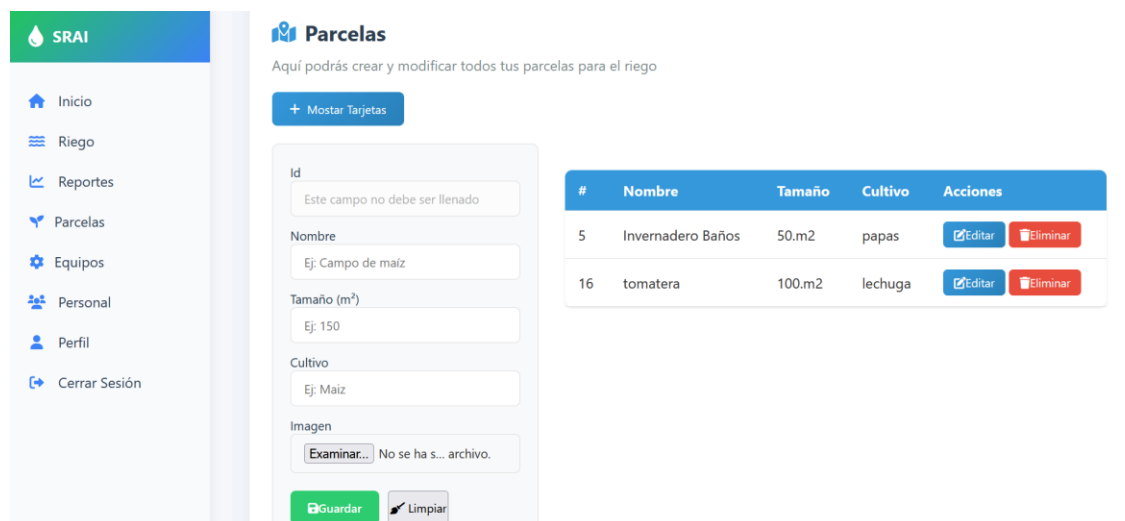 SRAI
Inicio
Riego
Reportes
Parcelas
Equipos
Personal
Perfil
Cerrar Sesión
Parcelas
Aquí podrás crear y modificar todos tus parcelas para el riego
+ Mostar Tarjetas
Id
Este campo no debe ser llenado
Nombre
Ej: Campo de maíz
Tamaño (m²)
Ej: 150
Cultivo
Ej: Maiz
Imagen
Examinar... No se ha s... archivo.
Guardar Limpiar
# Nombre Tamaño Cultivo Acciones
5 Invernadero Baños 50.m2 papas Editar Eliminar
16 tomatera 100.m2 lechuga Editar Eliminar